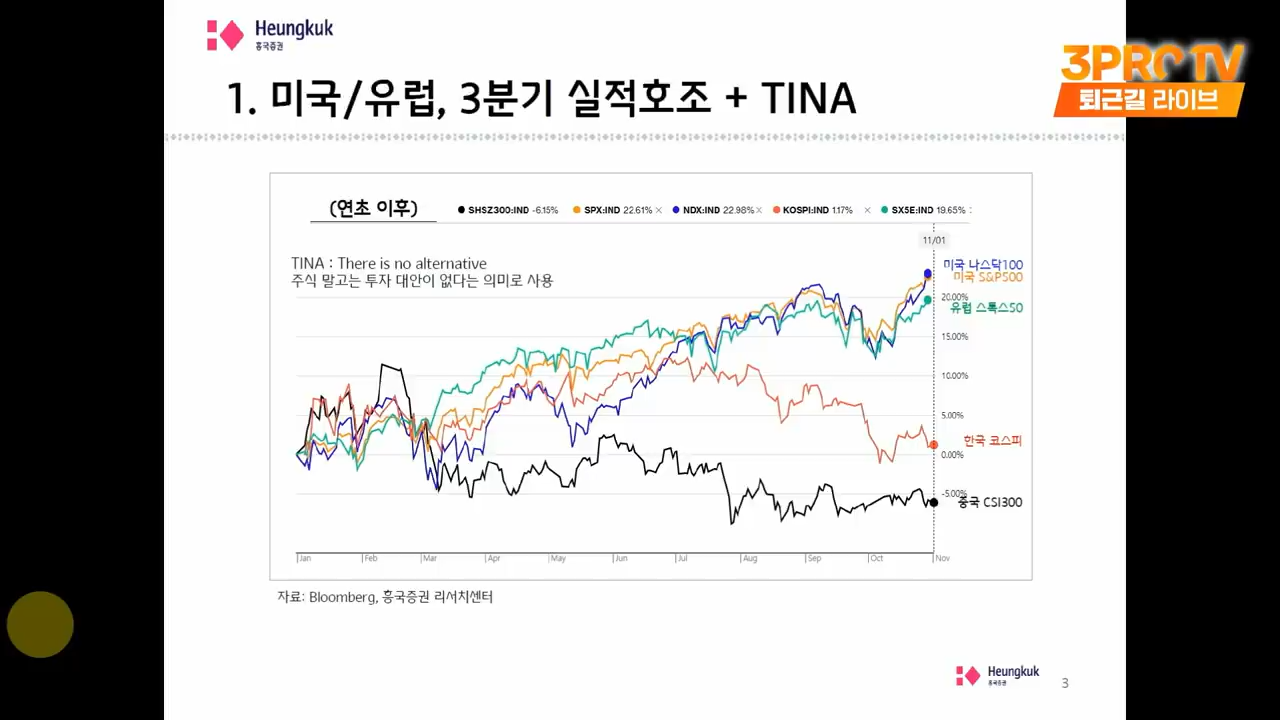 Heungkuk
흥국증권
3PRO TV
퇴근길 라이브
1. 미국/유럽, 3분기 실적호조 + TINA
(연초 이후)
SHSZ300:IND -6.15% SPX:IND 22.61% × NDX:IND 22.98% × KOSPI:IND 1.17% × SX5E:IND 19.65%
11/01
TINA : There is no alternative
주식 말고는 투자 대안이 없다는 의미로 사용
미국 나스닥100
미국 S&P500
20.00%
유럽 스톡스50
15.00%
10.00%
5.00%
한국 코스피
0.00%
-5.00%
중국 CSI300
Jan Feb Mar Apr May Jun Jul Aug Sep Oct Nov
자료: Bloomberg, 흥국증권 리서치센터
Heungkuk
흥국증권
3